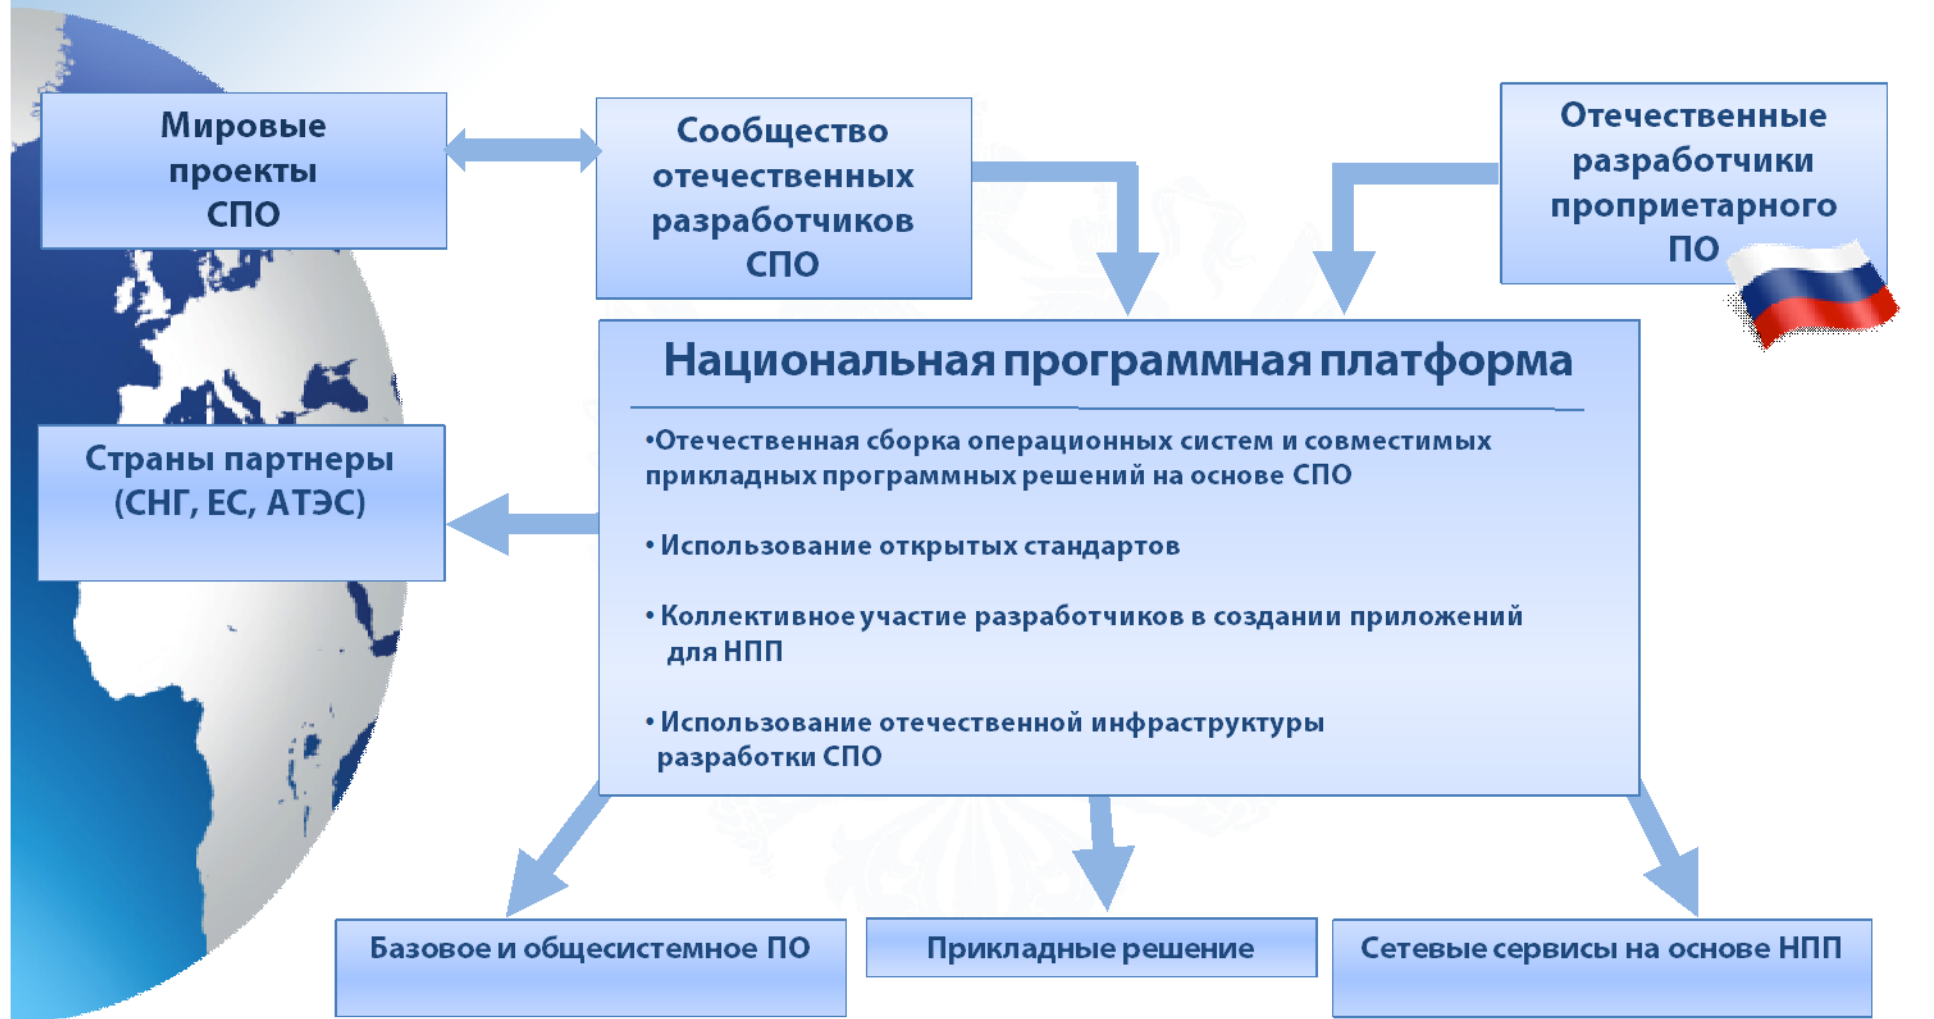 Мировые
проекты
СПО
Сообщество
отечественных
разработчиков
СПО
Отечественные
разработчики
проприетарного
ПО
Национальная программная платформа
•Отечественная сборка операционных систем и совместимых
прикладных программных решений на основе СПО
• Использование открытых стандартов
• Коллективное участие разработчиков в создании приложений
для НПП
• Использование отечественной инфраструктуры
разработки СПО
Страны партнеры
(СНГ, ЕС, АТЭС)
Базовое и общесистемное ПО
Прикладные решение
Сетевые сервисы на основе НПП